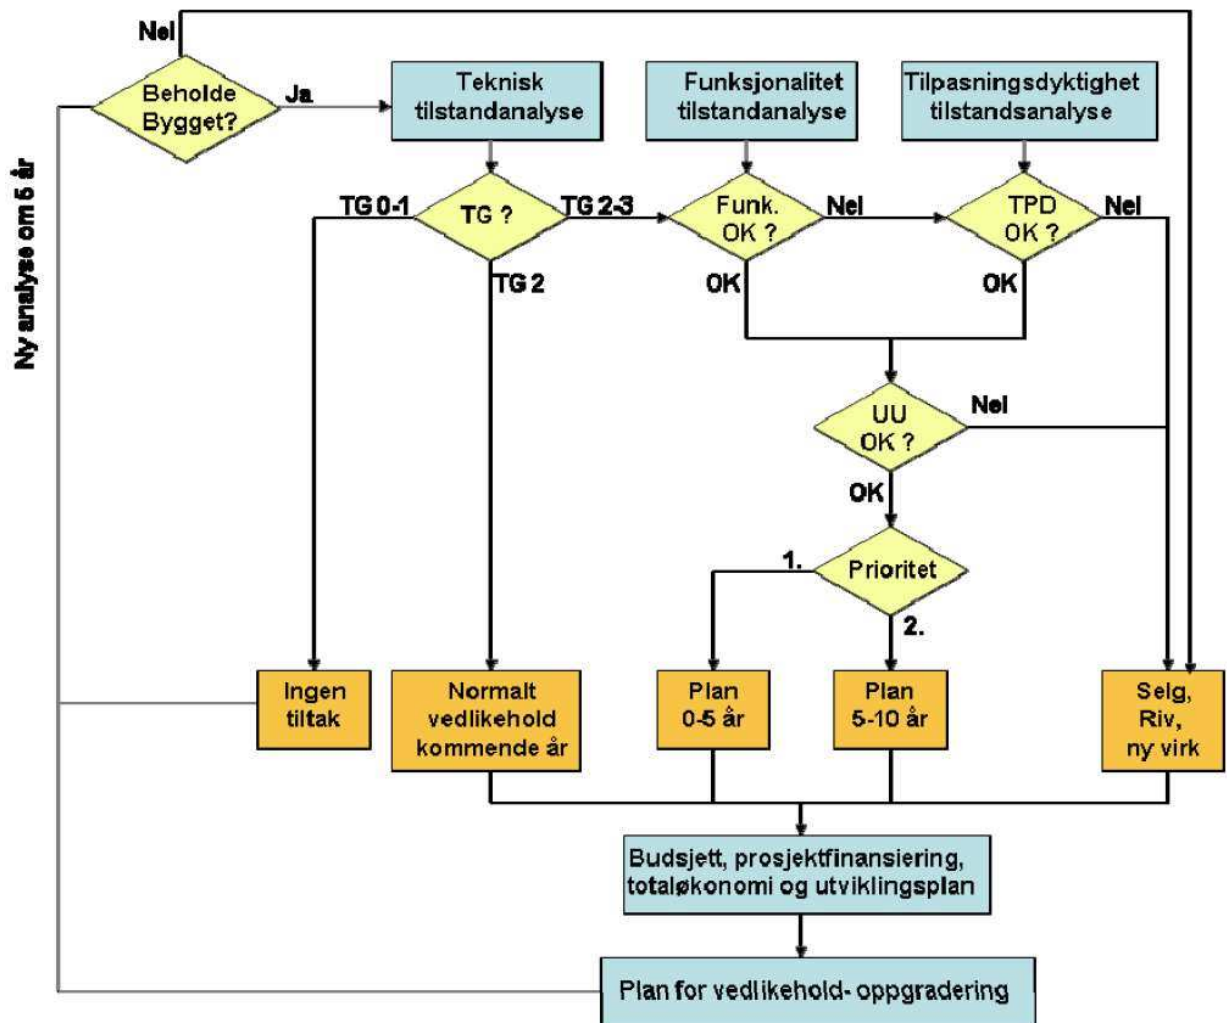 Nei
Beholde
Bygget?
Ja
Teknisk
tilstandanalyse
Funksjonalitet
tilstandanalyse
Tilpasningsdyktighet
tilstandsanalyse
Ny analyse om 5 år
TG 0-1
TG ?
TG 2-3
Funk.
OK ?
Nei
TPD
OK ?
Nei
TG 2
OK
OK
UU
OK ?
Nei
OK
1.
Prioritet
2.
Ingen
tiltak
Normalt
vedlikehold
kommende år
Plan
0-5 år
Plan
5-10 år
Selg,
Riv,
ny virk
Budsjett, prosjektfinansiering,
totaløkonomi og utviklingsplan
Plan for vedlikehold- oppgradering